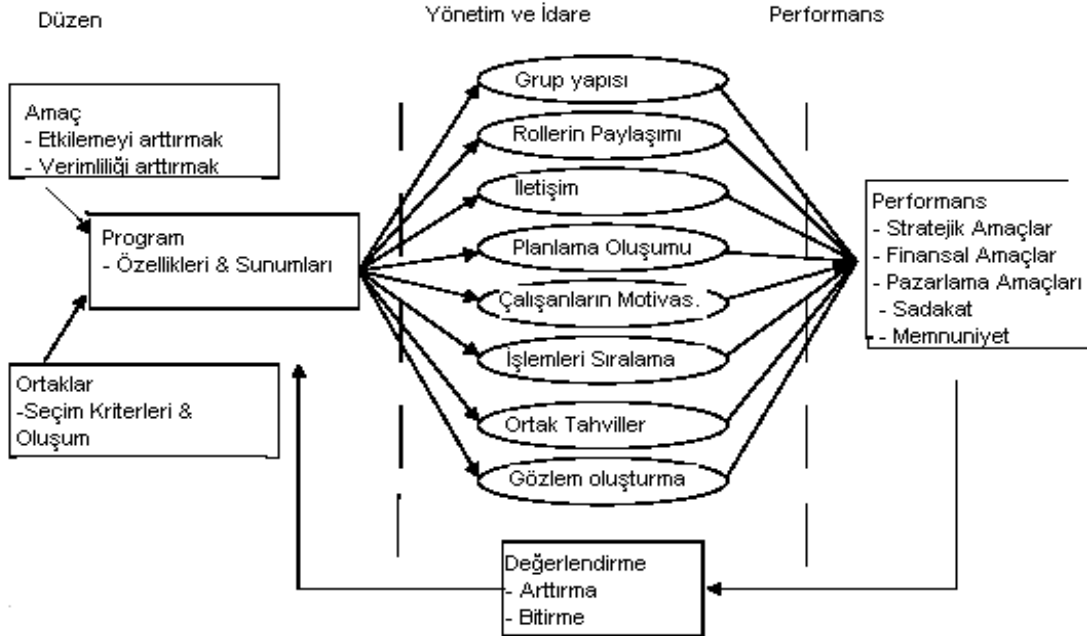 Düzen
Yönetim ve İdare
Performans
Amaç
- Etkilemeyi arttırmak
- Verimliliği arttırmak
Program
- Özellikleri & Sunumları
Ortaklar
-Seçim Kriterleri &
Oluşum
Grup yapısı
Rollerin Paylaşımı
İletişim
Planlama Oluşumu
Çalışanların Motivas.
İşlemleri Sıralama
Ortak Tahviller
Gözlem oluşturma
Performans
- Stratejik Amaçlar
- Finansal Amaçlar
- Pazarlama Amaçları
- Sadakat
- Memnuniyet
Değerlendirme
- Arttırma
- Bitirme